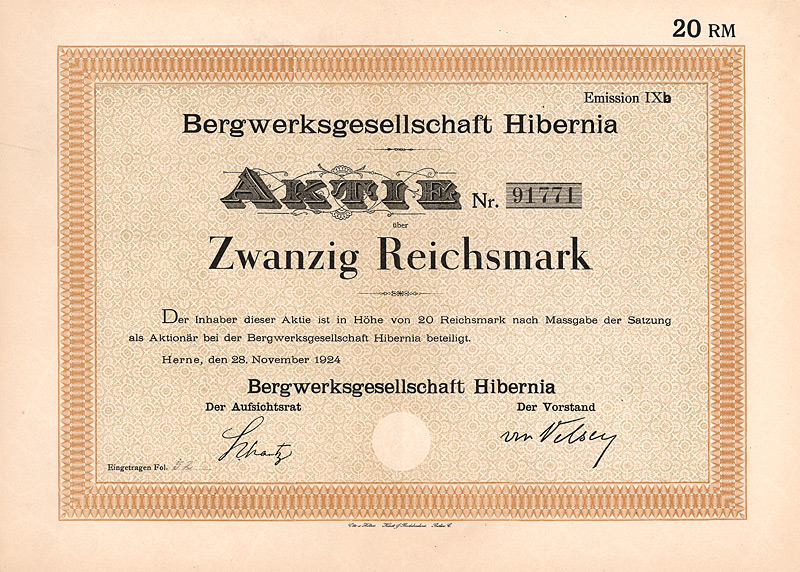 20 RM
Emission IXb
Bergwerksgesellschaft Hibernia
AKTIE Nr. 91771
über
Zwanzig Reichsmark
Der Inhaber dieser Aktie ist in Höhe von 20 Reichsmark nach Massgabe der Satzung
als Aktionär bei der Bergwerksgesellschaft Hibernia beteiligt.
Herne, den 28. November 1924
Bergwerksgesellschaft Hibernia
Der Aufsichtsrat Der Vorstand
von Velsen
Eingetragen Fol.